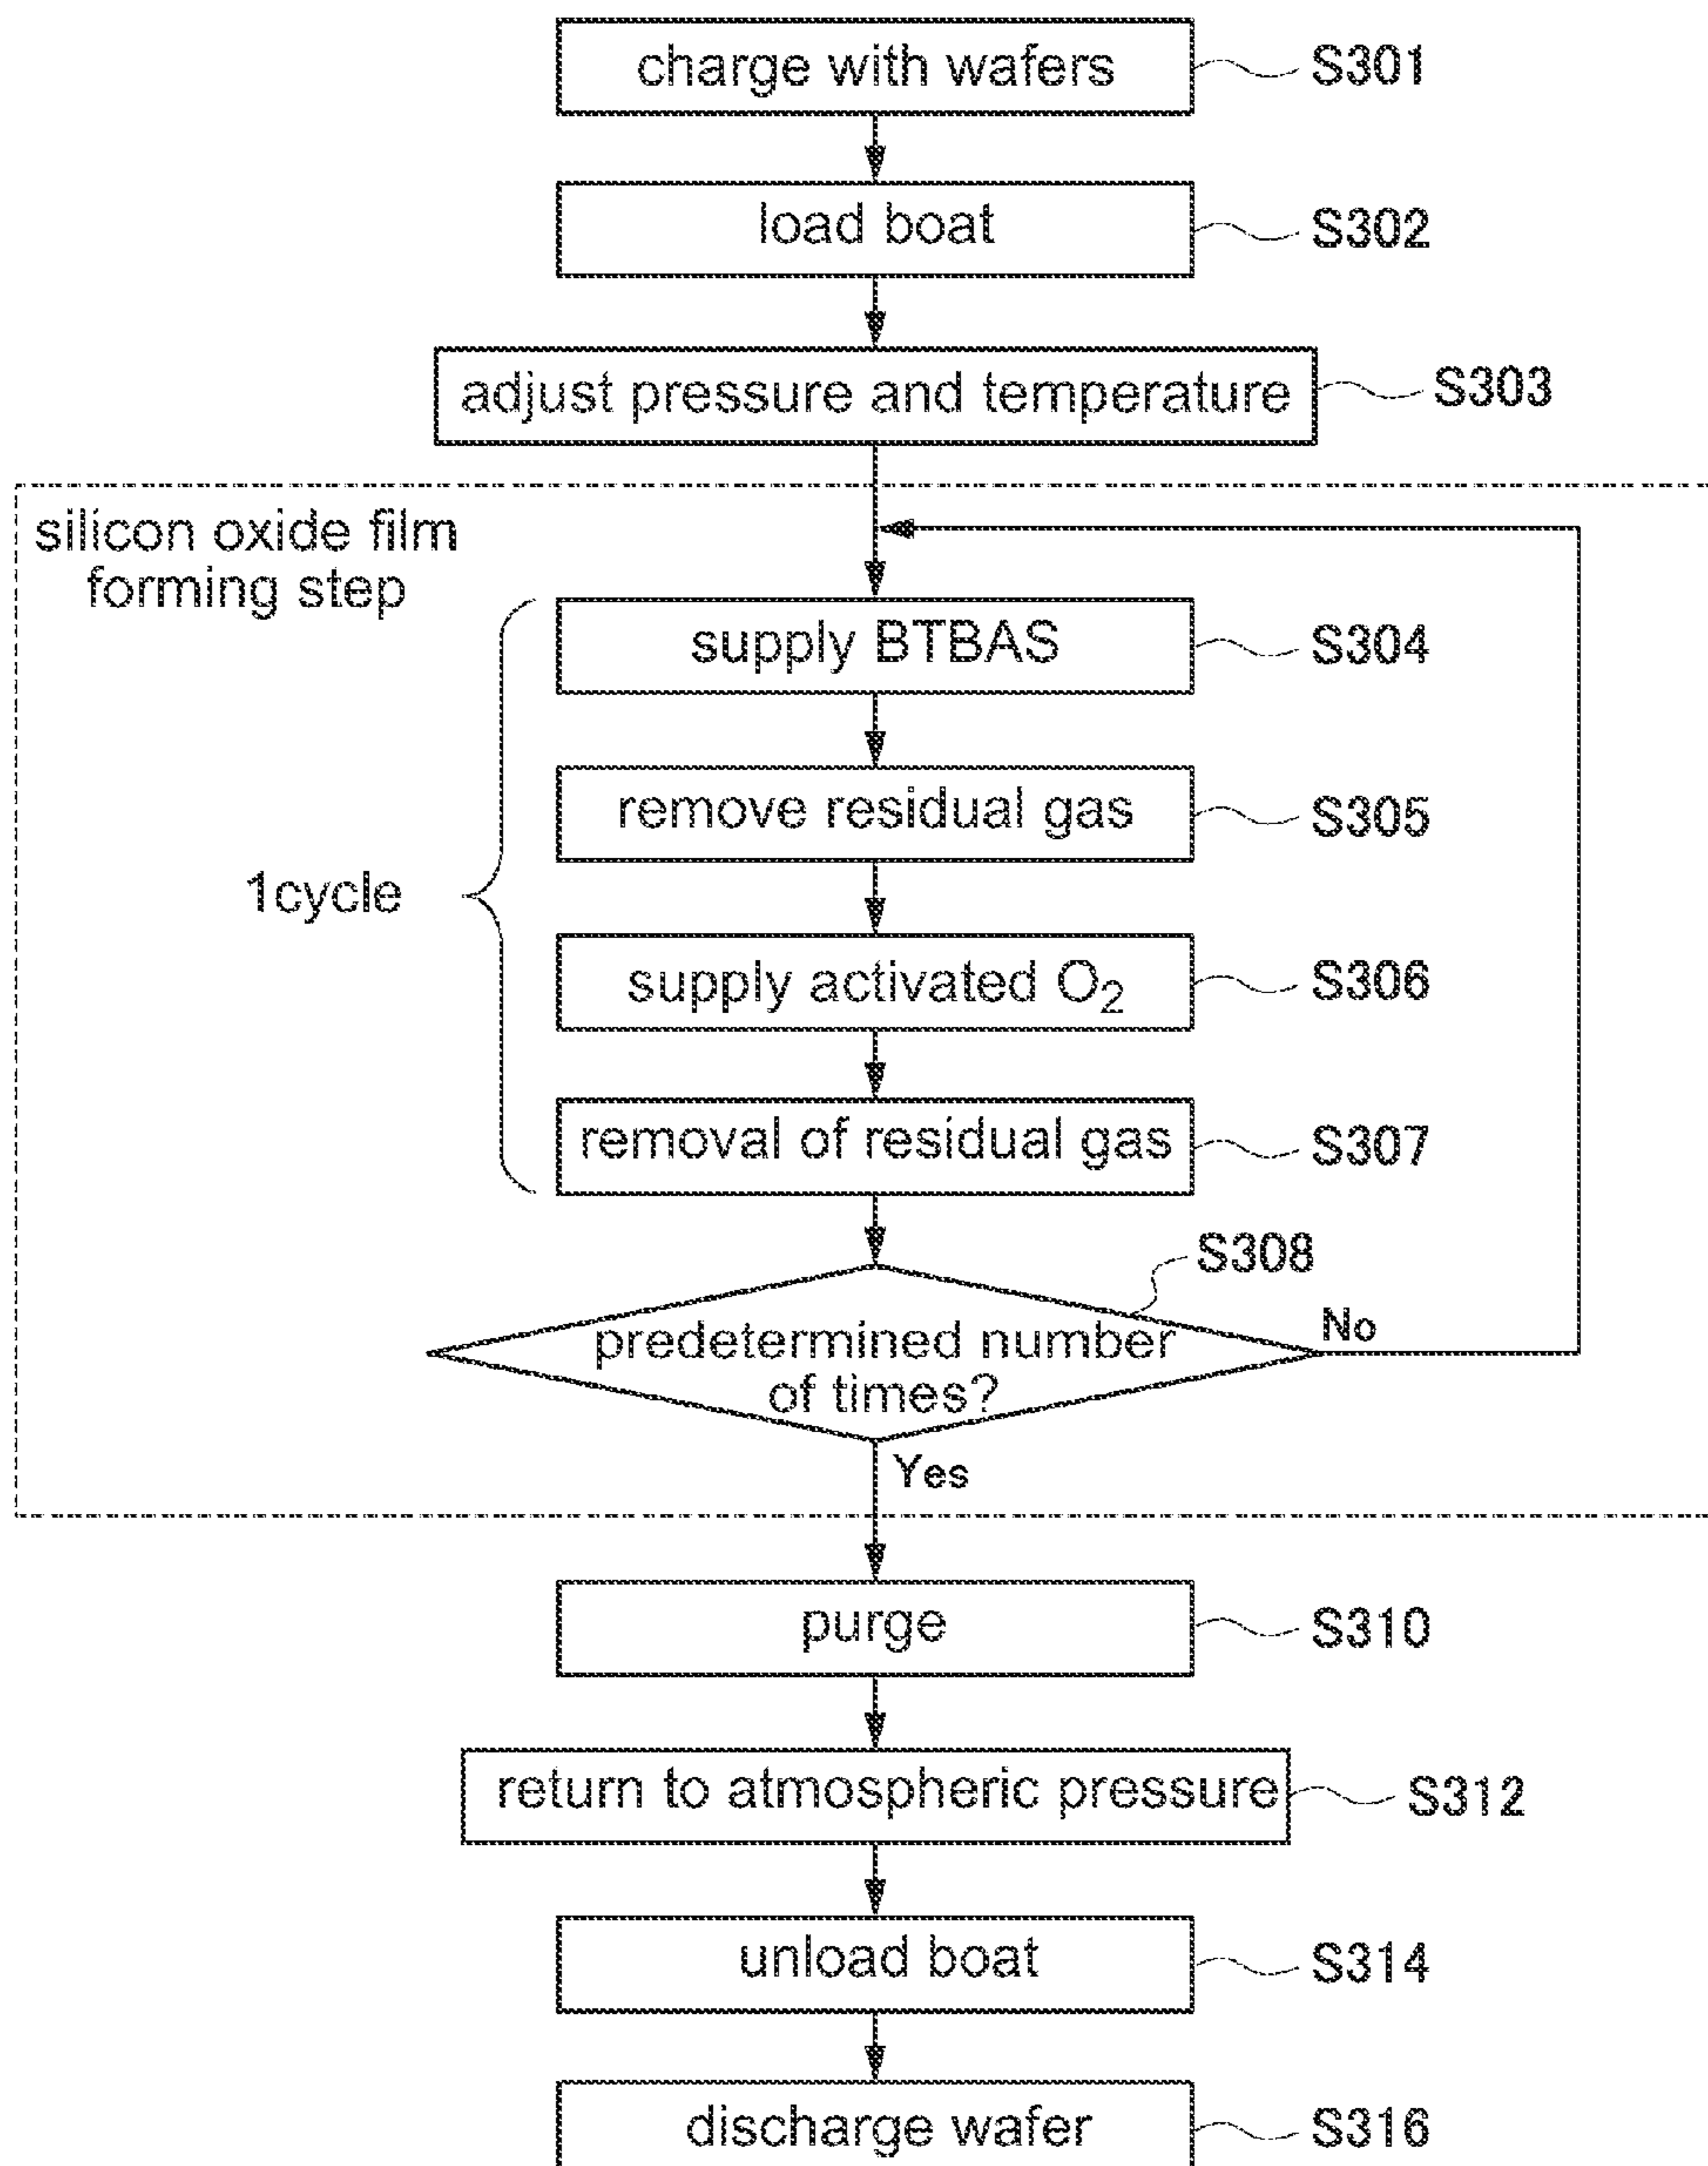 charge with wafers
S301
load boat
S302
adjust pressure and temperature
S303
silicon oxide film
forming step
supply BTBAS
S304
remove residual gas
S305
1cycle
supply activated O₂
S306
removal of residual gas
S307
S308
predetermined number
of times?
No
Yes
purge
S310
return to atmospheric pressure
S312
unload boat
S314
discharge wafer
S316